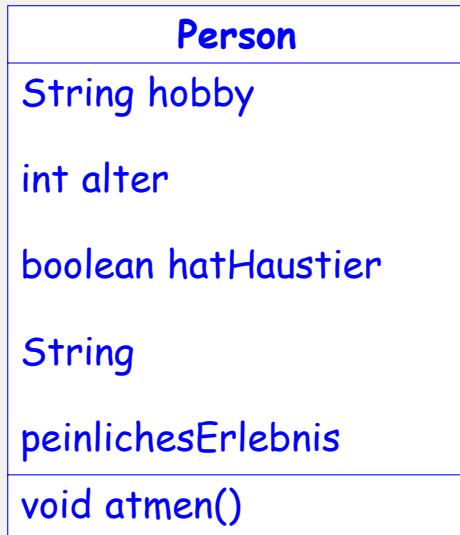 Person
String hobby
int alter
boolean hatHaustier
String
peinlichesErlebnis
void atmen()